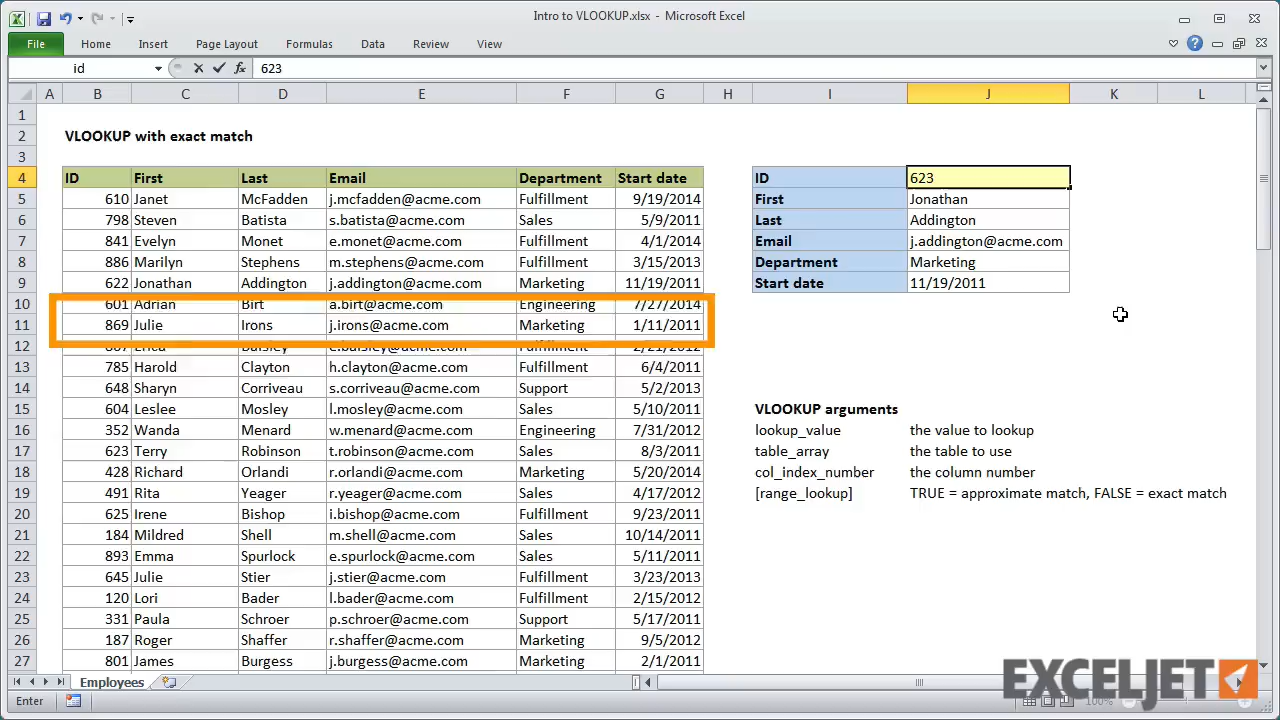 Intro to VLOOKUP.xlsx - Microsoft Excel
File Home Insert Page Layout Formulas Data Review View
id fx 623
A B C D E F G H I J K L
1
2 VLOOKUP with exact match
3
4 ID First Last Email Department Start date ID 623
5 610 Janet McFadden j.mcfadden@acme.com Fulfillment 9/19/2014 First Jonathan
6 798 Steven Batista s.batista@acme.com Sales 5/9/2011 Last Addington
7 841 Evelyn Monet e.monet@acme.com Fulfillment 4/1/2014 Email j.addington@acme.com
8 886 Marilyn Stephens m.stephens@acme.com Fulfillment 3/15/2013 Department Marketing
9 622 Jonathan Addington j.addington@acme.com Marketing 11/19/2011 Start date 11/19/2011
10 601 Adrian Birt a.birt@acme.com Engineering 7/27/2014
11 869 Julie Irons j.irons@acme.com Marketing 1/11/2011
12 867 Erica Balsley e.balsley@acme.com Fulfillment 2/21/2012
13 785 Harold Clayton h.clayton@acme.com Fulfillment 6/4/2011
14 648 Sharyn Corriveau s.corriveau@acme.com Support 5/2/2013
15 604 Leslee Mosley l.mosley@acme.com Sales 5/10/2011 VLOOKUP arguments
16 352 Wanda Menard w.menard@acme.com Engineering 7/31/2012 lookup_value the value to lookup
17 623 Terry Robinson t.robinson@acme.com Sales 8/3/2011 table_array the table to use
18 428 Richard Orlandi r.orlandi@acme.com Marketing 5/20/2014 col_index_number the column number
19 491 Rita Yeager r.yeager@acme.com Sales 4/17/2012 [range_lookup] TRUE = approximate match, FALSE = exact match
20 625 Irene Bishop i.bishop@acme.com Fulfillment 9/23/2011
21 184 Mildred Shell m.shell@acme.com Sales 10/14/2011
22 893 Emma Spurlock e.spurlock@acme.com Sales 5/11/2011
23 645 Julie Stier j.stier@acme.com Fulfillment 3/23/2013
24 120 Lori Bader l.bader@acme.com Fulfillment 2/15/2012
25 331 Paula Schroer p.schroer@acme.com Support 5/17/2011
26 187 Roger Shaffer r.shaffer@acme.com Marketing 9/5/2012
27 801 James Burgess j.burgess@acme.com Marketing 2/1/2011
Employees
EXCELJET
Enter 100%